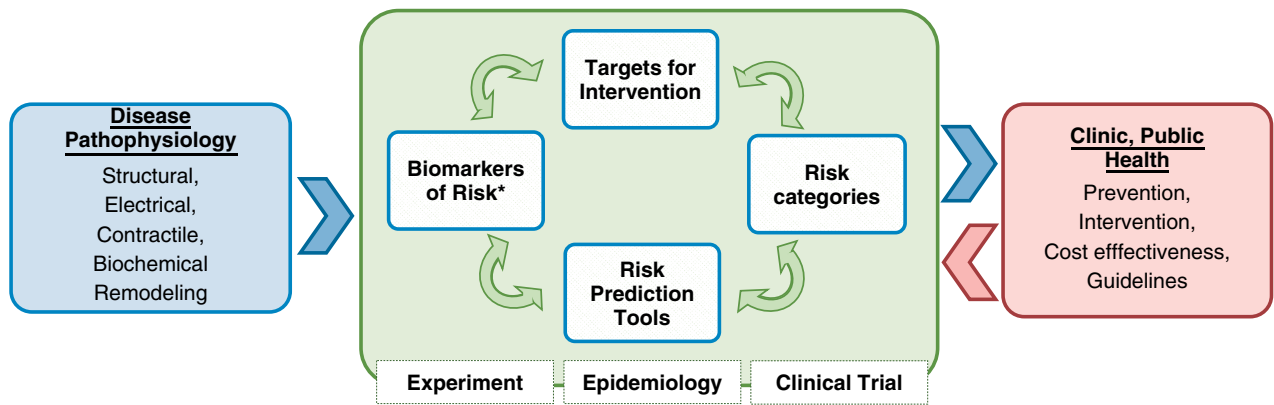 Disease
Pathophysiology
Structural,
Electrical,
Contractile,
Biochemical
Remodeling
Targets for
Intervention
Biomarkers
of Risk*
Risk
categories
Risk
Prediction
Tools
Experiment
Epidemiology
Clinical Trial
Clinic, Public
Health
Prevention,
Intervention,
Cost efffectiveness,
Guidelines